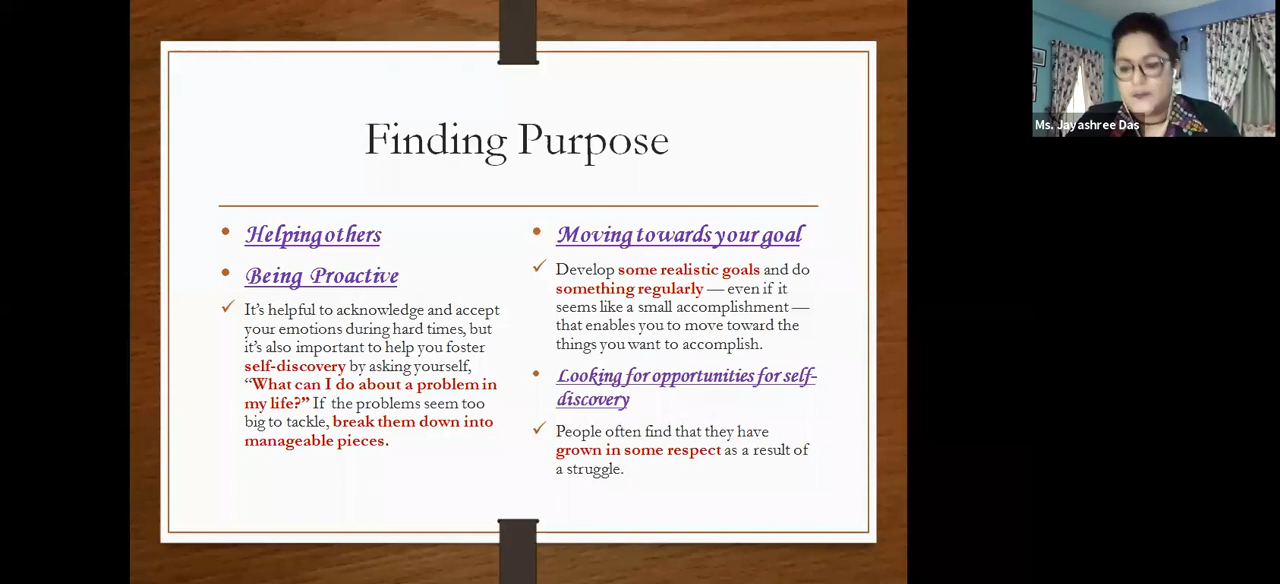 Finding Purpose
Helping others
Being Proactive
It's helpful to acknowledge and accept
your emotions during hard times, but
it's also important to help you foster
self-discovery by asking yourself,
“What can I do about a problem in
my life?” If the problems seem too
big to tackle, break them down into
manageable pieces.
Moving towards your goal
Develop some realistic goals and do
something regularly — even if it
seems like a small accomplishment —
that enables you to move toward the
things you want to accomplish.
Looking for opportunities for self-
discovery
People often find that they have
grown in some respect as a result of
a struggle.
Ms. Jayashree Das